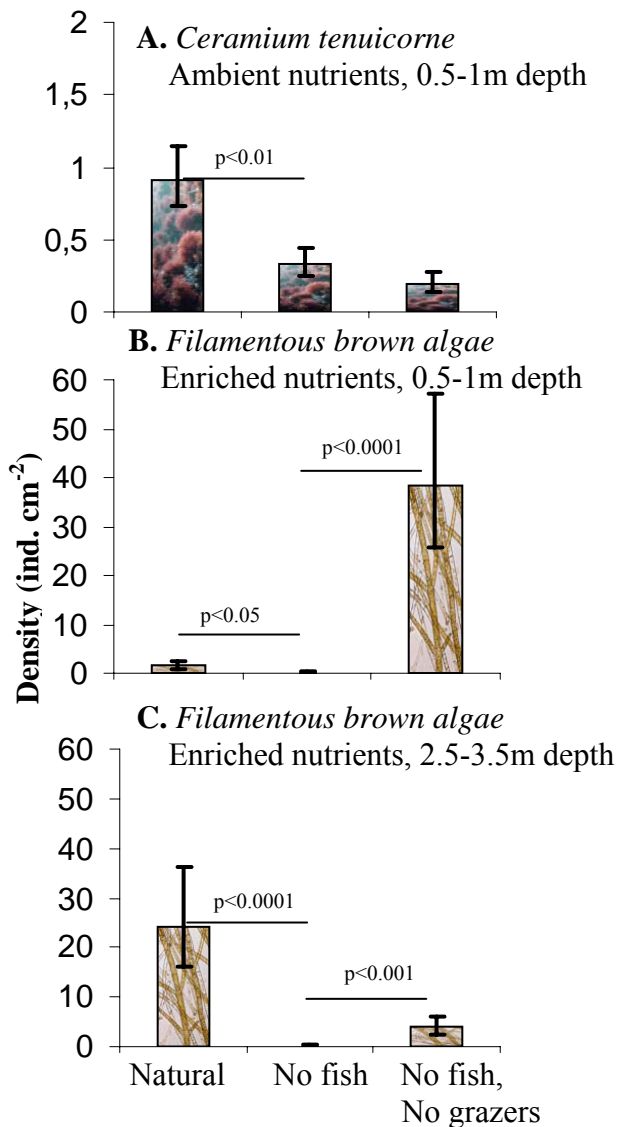 A. Ceramium tenuicorne
Ambient nutrients, 0.5-1m depth
2
1,5
1
0,5
0
p<0.01
B. Filamentous brown algae
Enriched nutrients, 0.5-1m depth
60
50
40
30
20
10
0
p<0.0001
p<0.05
Density (ind. cm-2)
C. Filamentous brown algae
Enriched nutrients, 2.5-3.5m depth
60
50
40
30
20
10
0
p<0.0001
p<0.001
Natural
No fish
No fish,
No grazers